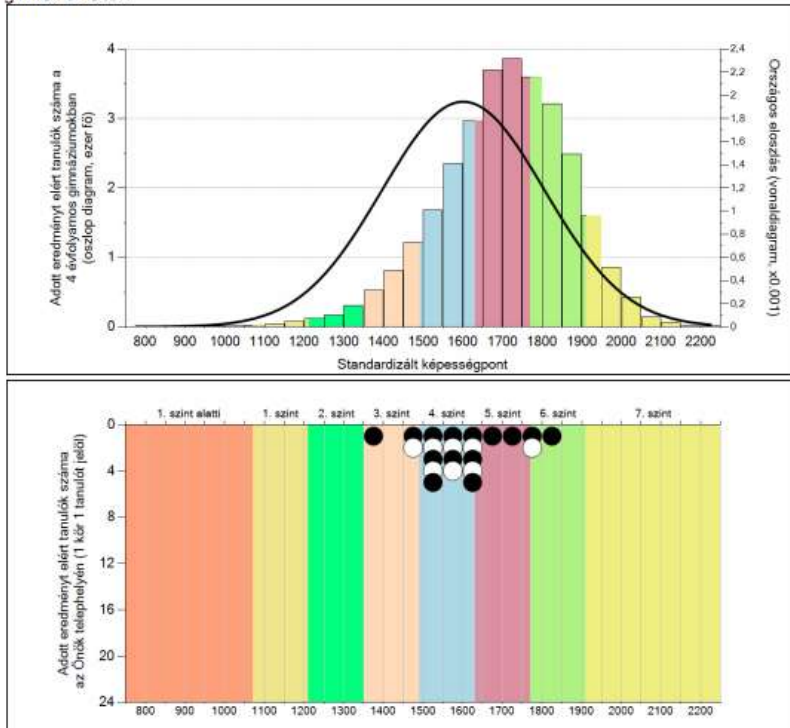 4
3
2
1
0
Adott eredményt elért tanulók száma a
4 évfolyamos gimnáziumokban
(oszlop diagram, ezer fő)
2,4
2,2
2
1,8
1,6
1,4
1,2
1
0,8
0,6
0,4
0,2
0
Országos eloszlás (vonaldiagram, x0.001)
800 900 1000 1100 1200 1300 1400 1500 1600 1700 1800 1900 2000 2100 2200
Standardizált képességpont
1. szint alatti 1. szint 2. szint 3. szint 4. szint 5. szint 6. szint 7. szint
0
4
8
12
16
20
24
Adott eredményt elért tanulók száma
az Önök telephelyén (1 kör 1 tanulót jelöl)
800 900 1000 1100 1200 1300 1400 1500 1600 1700 1800 1900 2000 2100 2200